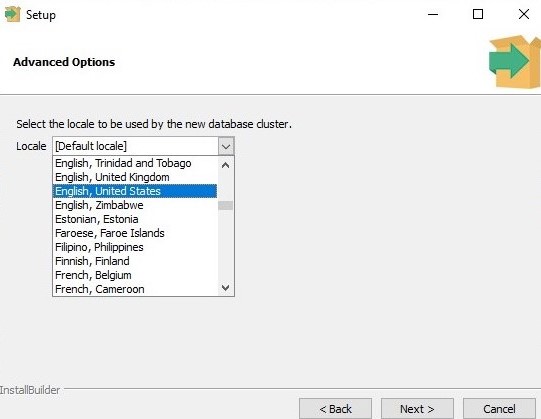 Setup
Advanced Options
Select the locale to be used by the new database cluster.
Locale [Default locale]
English, Trinidad and Tobago
English, United Kingdom
English, United States
English, Zimbabwe
Estonian, Estonia
Faroese, Faroe Islands
Filipino, Philippines
Finnish, Finland
French, Belgium
French, Cameroon
InstallBuilder
< Back Next > Cancel